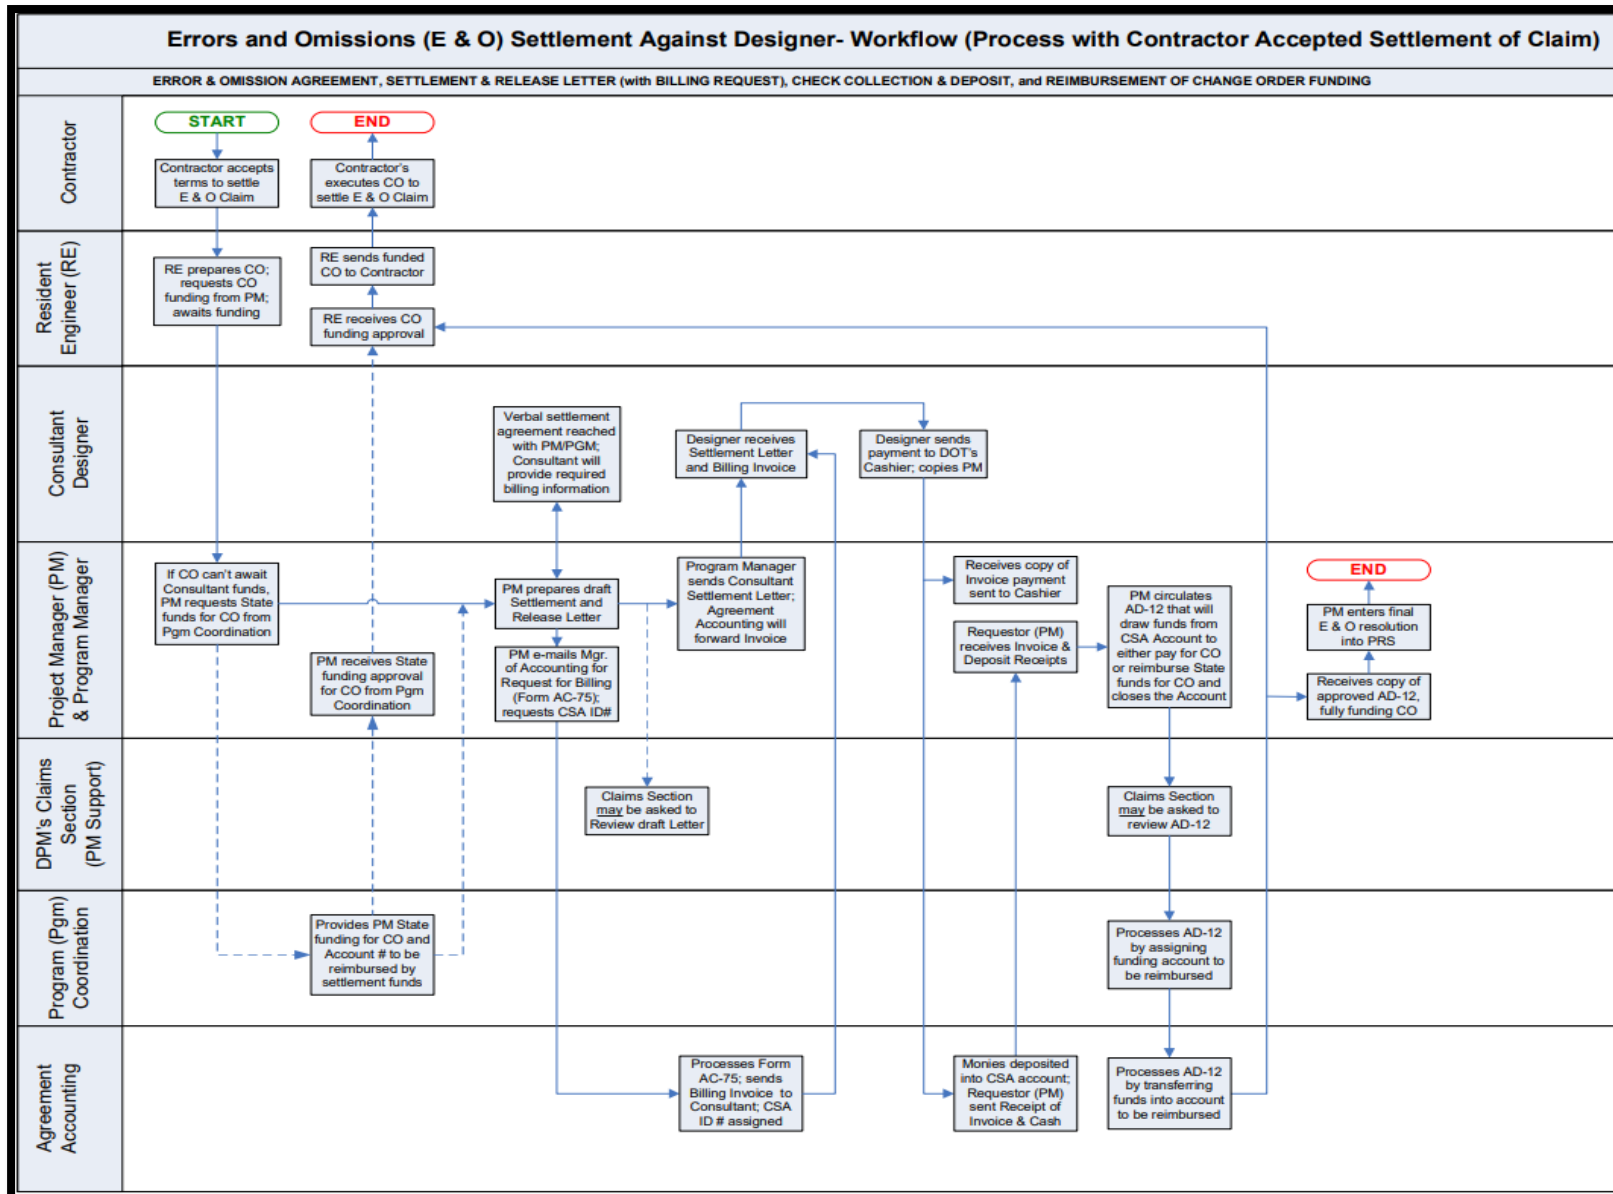 Errors and Omissions (E & O) Settlement Against Designer- Workflow (Process with Contractor Accepted Settlement of Claim)
ERROR & OMISSION AGREEMENT, SETTLEMENT & RELEASE LETTER (with BILLING REQUEST), CHECK COLLECTION & DEPOSIT, and REIMBURSEMENT OF CHANGE ORDER FUNDING
Contractor
START
END
Contractor accepts
terms to settle
E & O Claim
Contractor's
executes CO to
settle E & O Claim
Resident
Engineer (RE)
RE prepares CO;
requests CO
funding from PM;
awaits funding
RE sends funded
CO to Contractor
RE receives CO
funding approval
Consultant
Designer
Verbal settlement
agreement reached
with PM/PGM;
Consultant will
provide required
billing information
Designer receives
Settlement Letter
and Billing Invoice
Designer sends
payment to DOT's
Cashier; copies PM
Project Manager (PM)
& Program Manager
If CO can't await
Consultant funds,
PM requests State
funds for CO from
Pgm Coordination
PM receives State
funding approval
for CO from Pgm
Coordination
PM prepares draft
Settlement and
Release Letter
PM e-mails Mgr.
of Accounting for
Request for Billing
(Form AC-75);
requests CSA ID#
Program Manager
sends Consultant
Settlement Letter;
Agreement
Accounting will
forward Invoice
Receives copy of
Invoice payment
sent to Cashier
Requestor (PM)
receives Invoice &
Deposit Receipts
PM circulates
AD-12 that will
draw funds from
CSA Account to
either pay for CO
or reimburse State
funds for CO and
closes the Account
END
PM enters final
E & O resolution
into PRS
Receives copy of
approved AD-12,
fully funding CO
DPM's Claims
Section
(PM Support)
Claims Section
may be asked to
Review draft Letter
Claims Section
may be asked to
review AD-12
Program (Pgm)
Coordination
Provides PM State
funding for CO and
Account # to be
reimbursed by
settlement funds
Processes AD-12
by assigning
funding account to
be reimbursed
Agreement
Accounting
Processes Form
AC-75; sends
Billing Invoice to
Consultant; CSA
ID # assigned
Monies deposited
into CSA account;
Requestor (PM)
sent Receipt of
Invoice & Cash
Processes AD-12
by transferring
funds into account
to be reimbursed